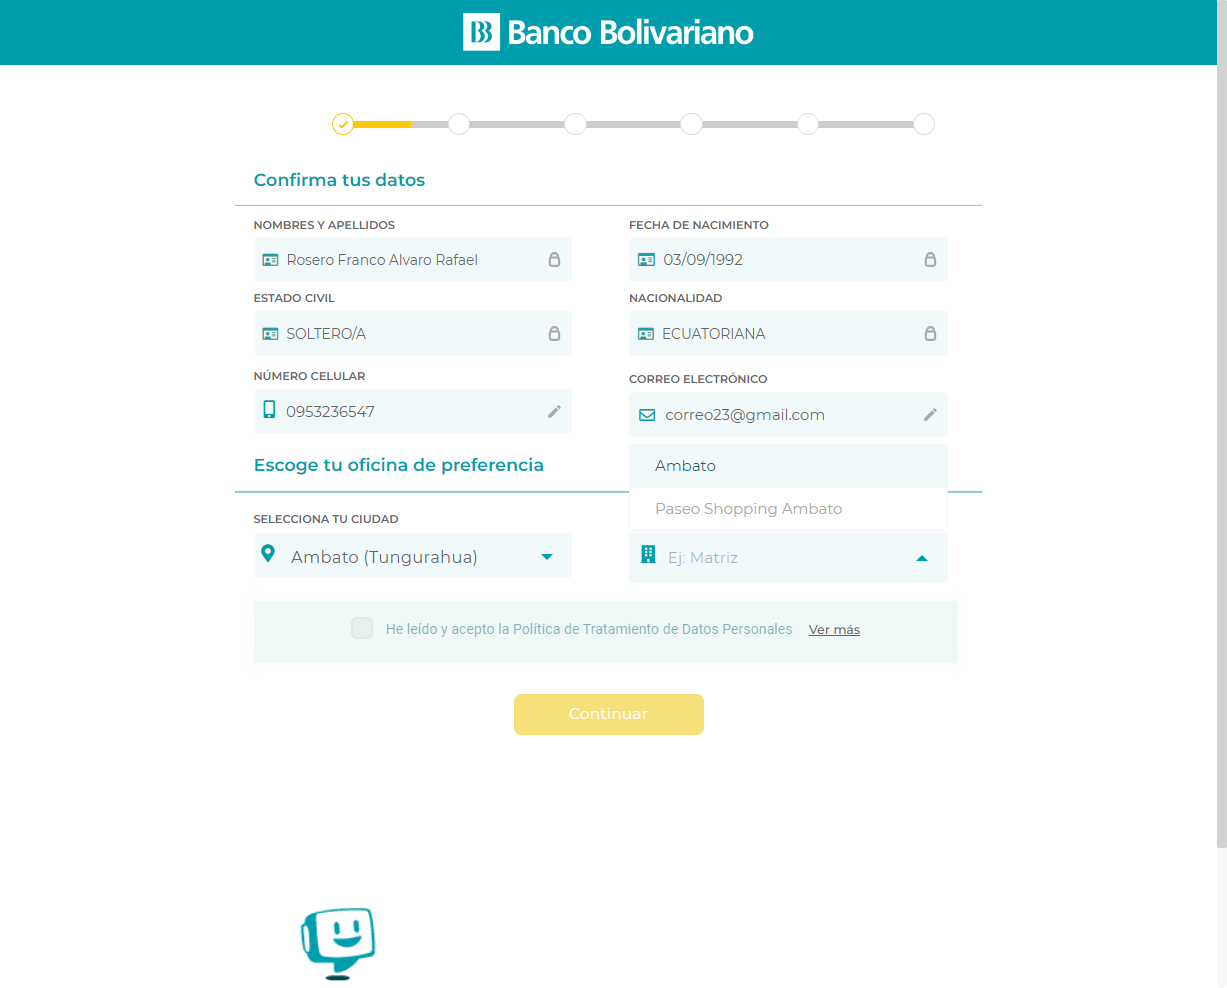 Banco Bolivariano
Confirma tus datos
NOMBRES Y APELLIDOS
Rosero Franco Alvaro Rafael
FECHA DE NACIMIENTO
03/09/1992
ESTADO CIVIL
SOLTERO/A
NACIONALIDAD
ECUATORIANA
NÚMERO CELULAR
0953236547
CORREO ELECTRÓNICO
correo23@gmail.com
Escoge tu oficina de preferencia
SELECCIONA TU CIUDAD
Ambato (Tungurahua)
Ambato
Paseo Shopping Ambato
Ej: Matriz
He leído y acepto la Política de Tratamiento de Datos Personales Ver más
Continuar